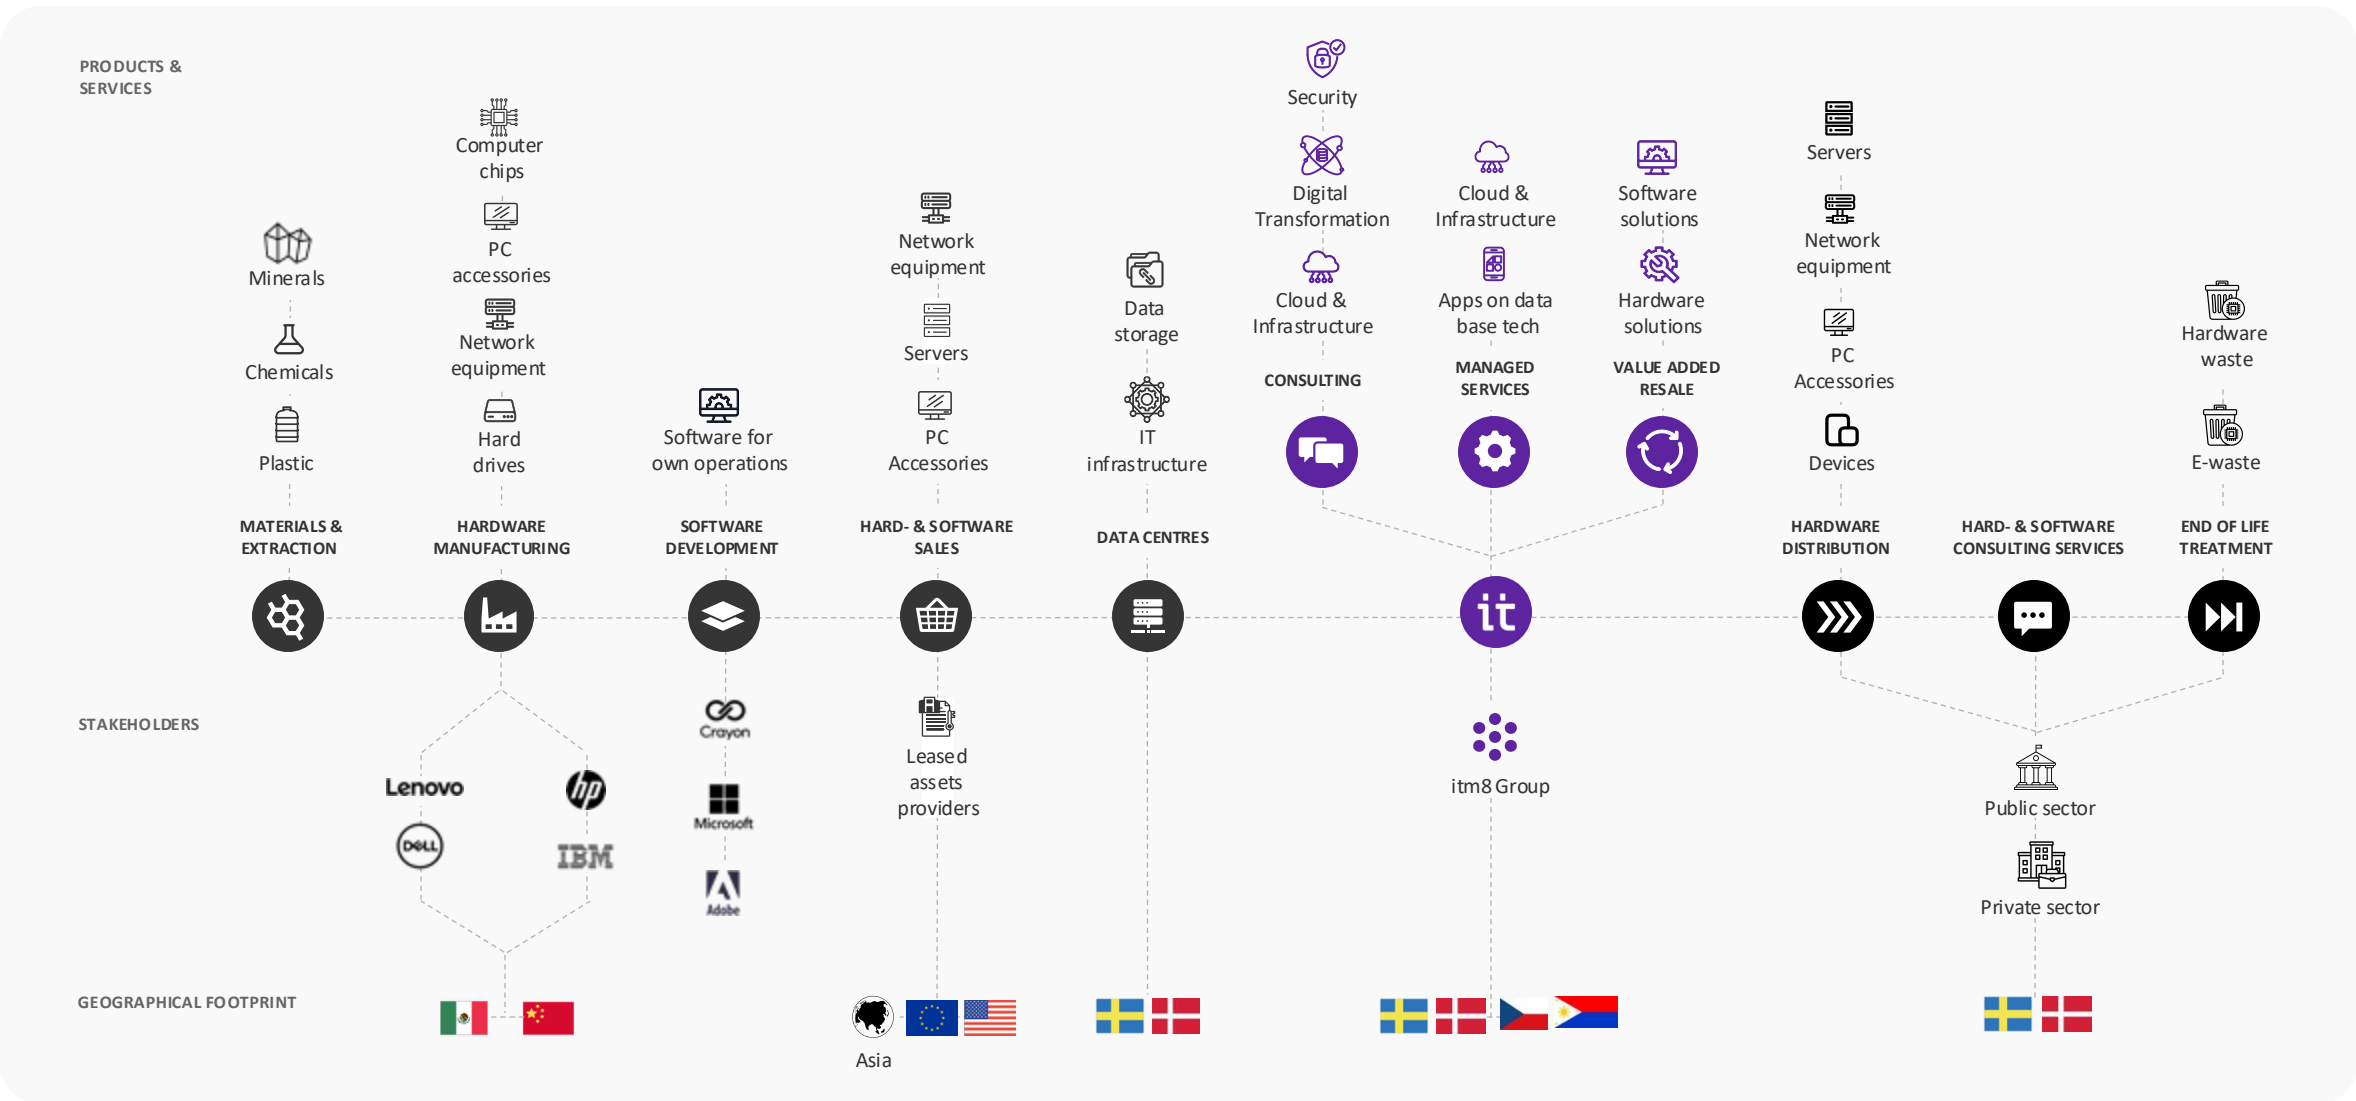 PRODUCTS &
SERVICES
Minerals
Chemicals
Plastic
MATERIALS &
EXTRACTION
Computer
chips
PC
accessories
Network
equipment
Hard
drives
HARDWARE
MANUFACTURING
Software for
own operations
SOFTWARE
DEVELOPMENT
Network
equipment
Servers
PC
Accessories
HARD- & SOFTWARE
SALES
Data
storage
IT
infrastructure
DATA CENTRES
Security
Digital
Transformation
Cloud &
Infrastructure
CONSULTING
Cloud &
Infrastructure
Apps on data
base tech
MANAGED
SERVICES
Software
solutions
Hardware
solutions
VALUE ADDED
RESALE
it
Servers
Network
equipment
PC
Accessories
Devices
HARDWARE
DISTRIBUTION
HARD- & SOFTWARE
CONSULTING SERVICES
Hardware
waste
E-waste
END OF LIFE
TREATMENT
STAKEHOLDERS
Lenovo
hp
DELL
IBM
Crayon
Microsoft
Adobe
Leased
assets
providers
itm8 Group
Public sector
Private sector
GEOGRAPHICAL FOOTPRINT
Asia